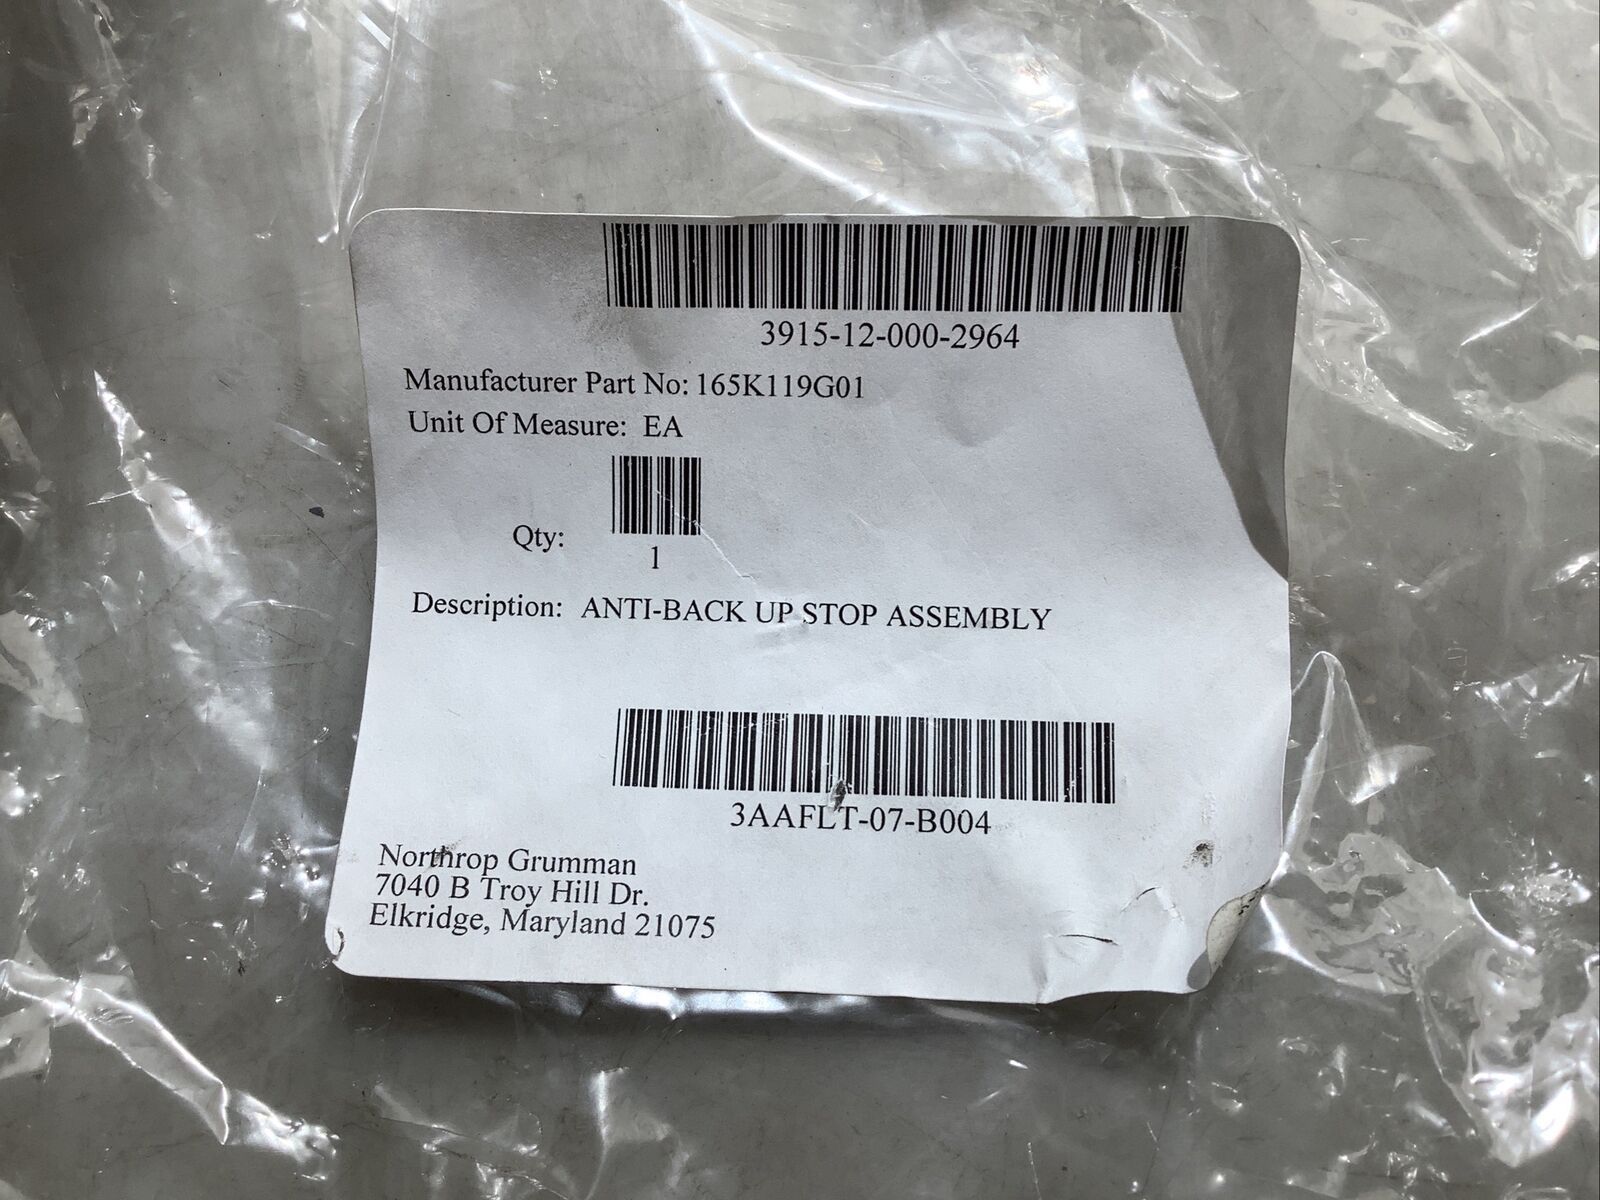 3915-12-000-2964
Manufacturer Part No: 165K119G01
Unit Of Measure: EA
Qty:
1
Description: ANTI-BACK UP STOP ASSEMBLY
3AAFLT-07-B004
Northrop Grumman
7040 B Troy Hill Dr.
Elkridge, Maryland 21075